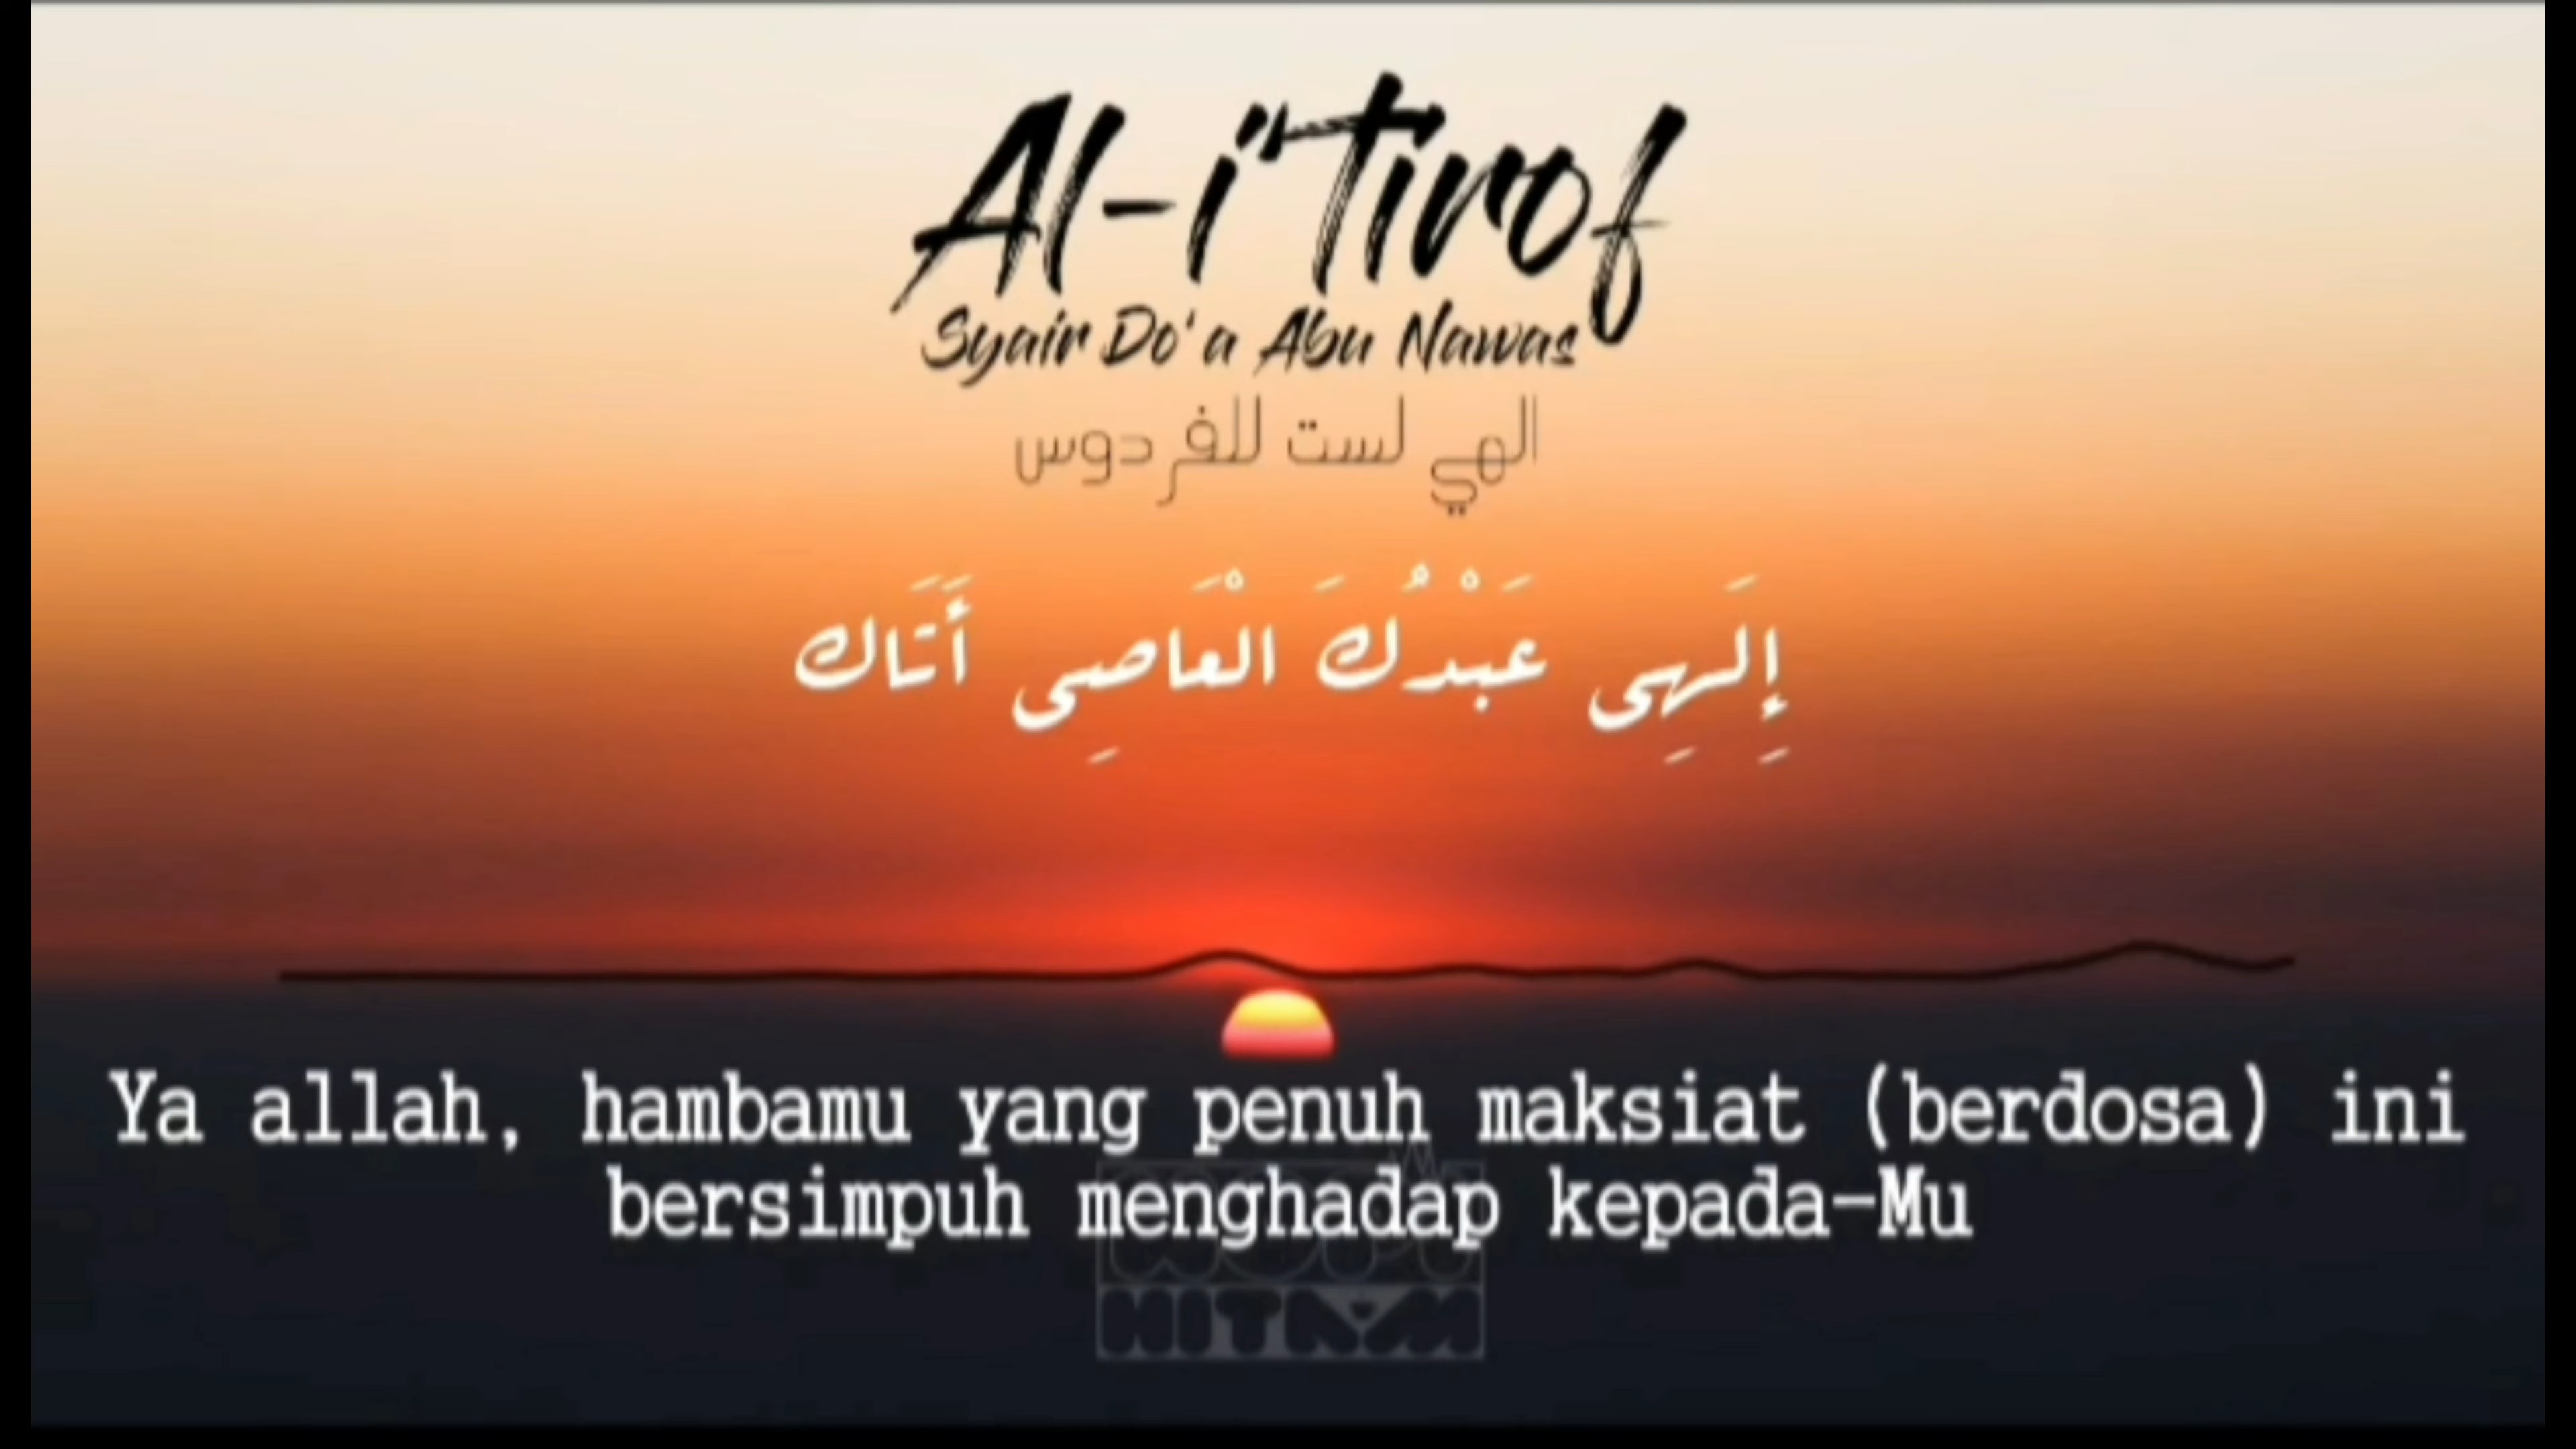 Al-i'Tirof
Syair Do'a Abu Nawas
الهي لست للفردوس
إِلَهِى عَبْدُكَ الْعَاصِى أَتَاكَ
Ya allah, hambamu yang penuh maksiat (berdosa) ini
bersimpuh menghadap kepada-Mu
HITAM